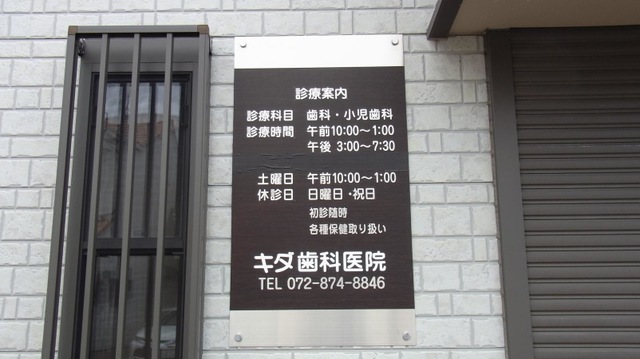 診療案内
診療科目 歯科・小児歯科
診療時間 午前10:00〜1:00
午後 3:00〜7:30
土曜日 午前10:00〜1:00
休診日 日曜日・祝日
初診随時
各種保健取り扱い
キダ歯科医院
TEL 072-874-8846